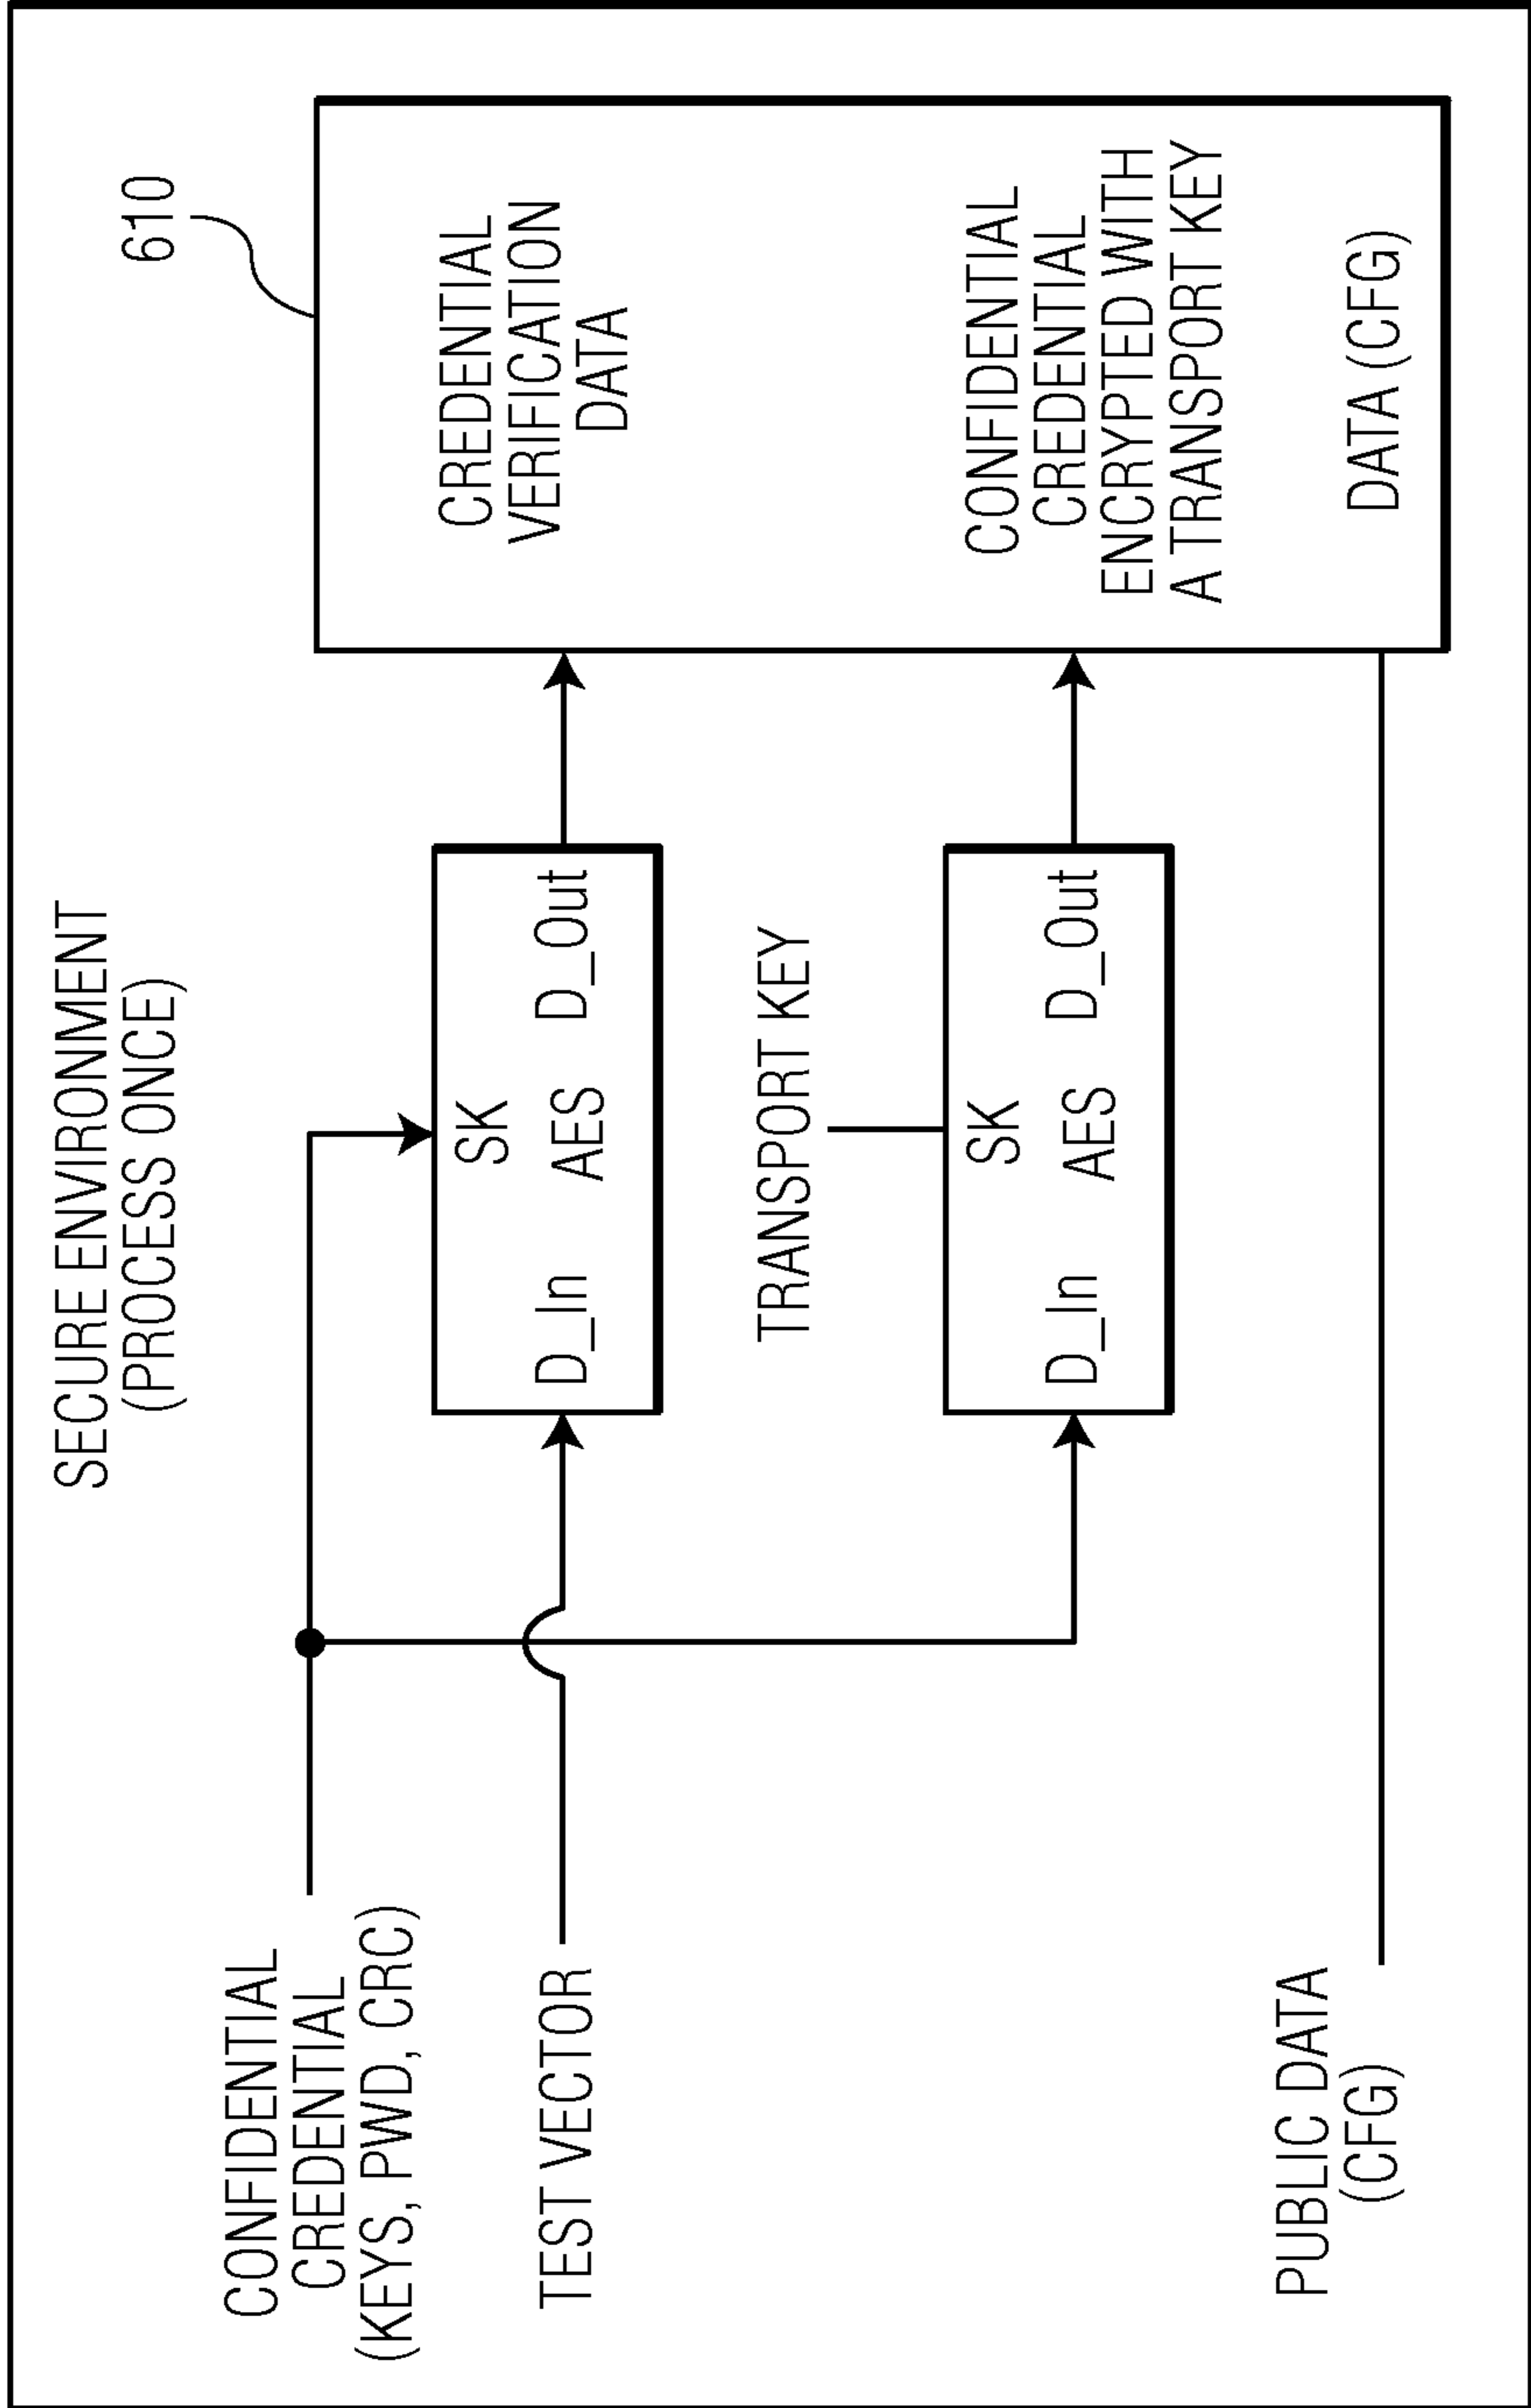 SECURE ENVIRONMENT
(PROCESS ONCE)
610
CONFIDENTIAL
CREDENTIAL
(KEYS, PWD, CRC)
TEST VECTOR
SK
D_In
AES
D_Out
CREDENTIAL
VERIFICATION
DATA
TRANSPORT KEY
SK
D_In
AES
D_Out
CONFIDENTIAL
CREDENTIAL
ENCRYPTED WITH
A TRANSPORT KEY
PUBLIC DATA
(CFG)
DATA (CFG)